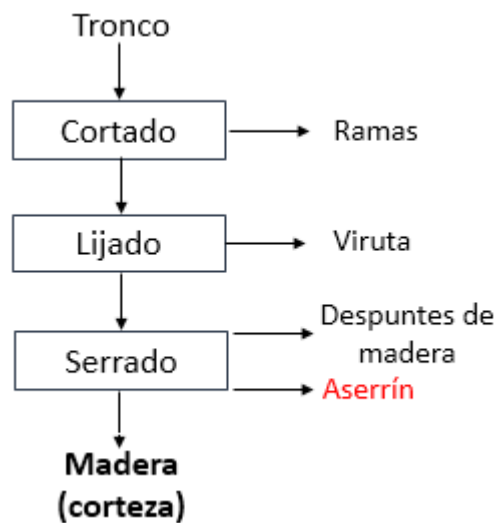 Tronco
Cortado
Ramas
Lijado
Viruta
Serrado
Despuntes de
madera
Aserrín
Madera
(corteza)